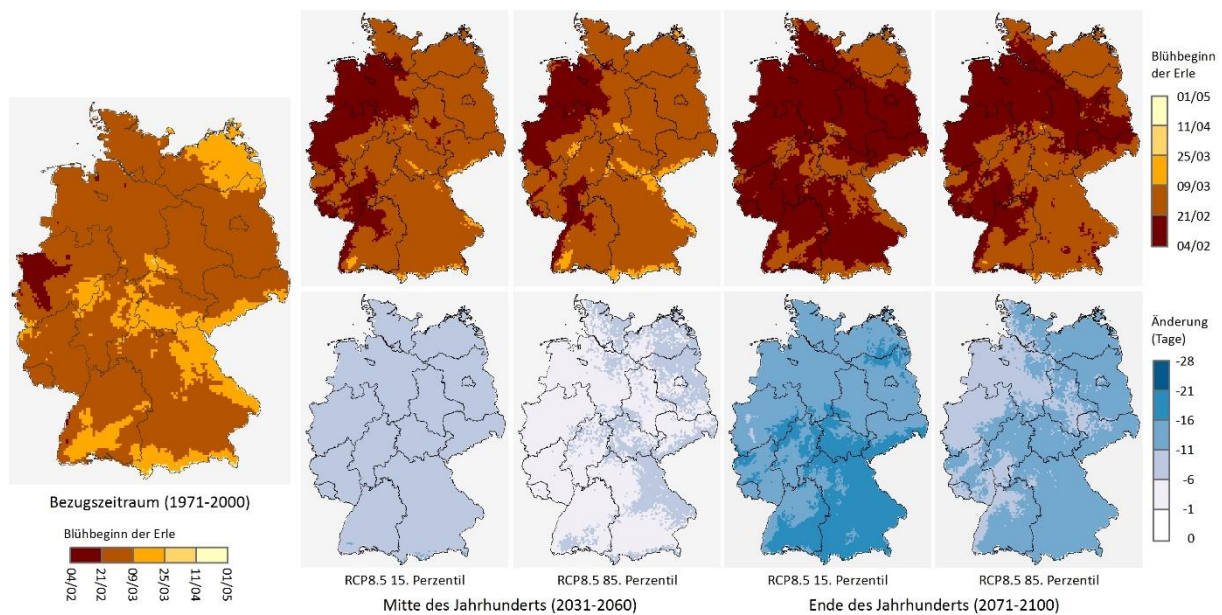 Blühbeginn
der Erle
01/05
11/04
25/03
09/03
21/02
04/02
Bezugszeitraum (1971-2000)
Blühbeginn der Erle
04/02
21/02
09/03
25/03
11/04
01/05
Änderung
(Tage)
-28
-21
-16
-11
-6
-1
0
RCP8.5 15. Perzentil
RCP8.5 85. Perzentil
RCP8.5 15. Perzentil
RCP8.5 85. Perzentil
Mitte des Jahrhunderts (2031-2060)
Ende des Jahrhunderts (2071-2100)